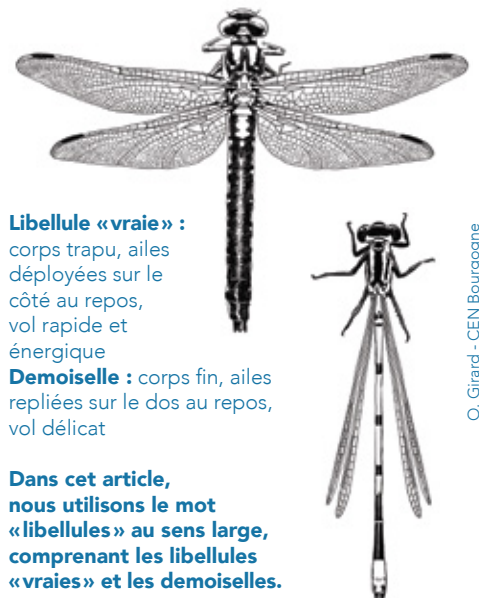 Libellule «vraie» :
corps trapu, ailes
déployées sur le
côté au repos,
vol rapide et
énergique
Demoiselle : corps fin, ailes
repliées sur le dos au repos,
vol délicat
Dans cet article,
nous utilisons le mot
«libellules» au sens large,
comprenant les libellules
«vraies» et les demoiselles.
O. Girard - CEN Bourgogne